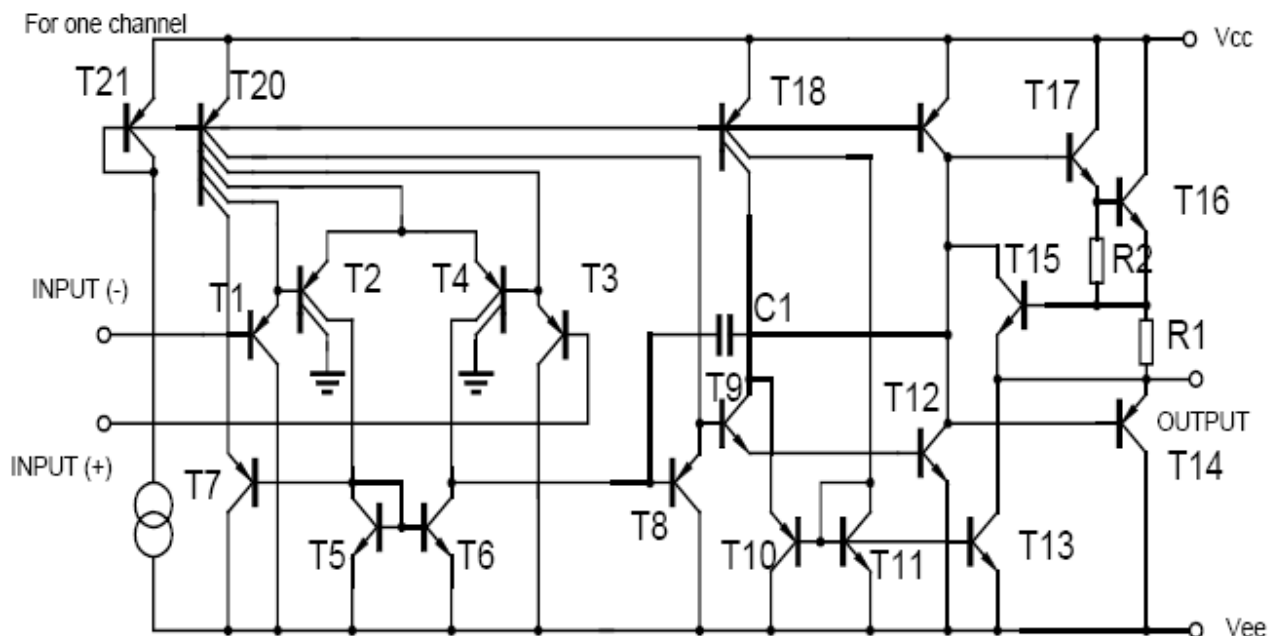 For one channel
Vcc
T21
T20
T18
T17
T16
T15
R2
T2
T4
T3
INPUT (-)
T1
C1
R1
T9
T12
OUTPUT
INPUT (+)
T7
T14
T8
T5
T6
T10
T11
T13
Vee